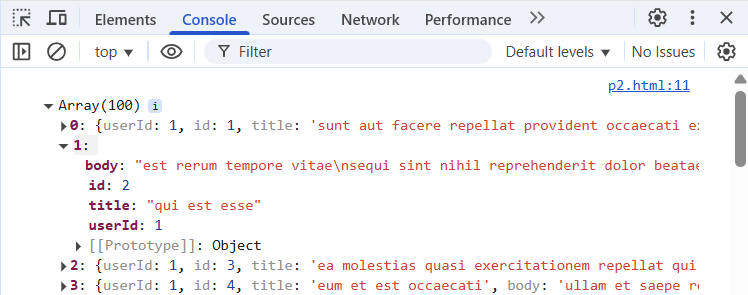 Elements Console Sources Network Performance
top Filter Default levels No Issues
p2.html:11
Array(100) i
0: {userId: 1, id: 1, title: 'sunt aut facere repellat provident occaecati
1:
body: "est rerum tempore vitae\nsequi sint nihil reprehenderit dolor beatae
id: 2
title: "qui est esse"
userId: 1
[[Prototype]]: Object
2: {userId: 1, id: 3, title: 'ea molestias quasi exercitationem repellat qui
3: {userId: 1, id: 4, title: 'eum et est occaecati', body: 'ullam et saepe